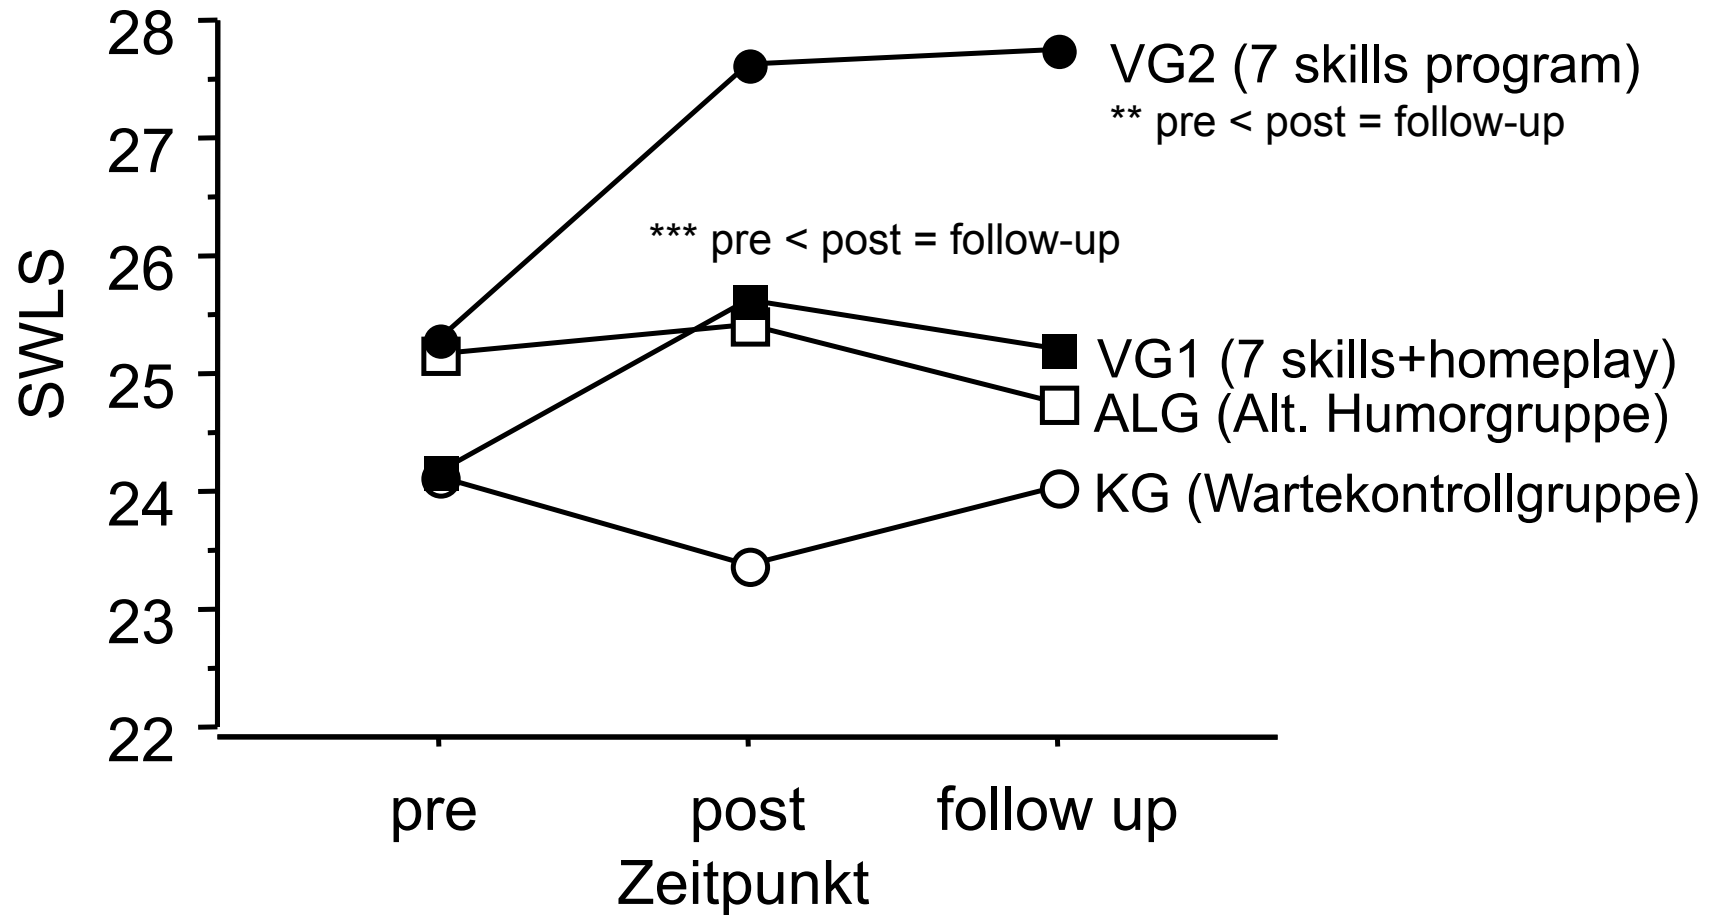 28
VG2 (7 skills program)
** pre < post = follow-up
27
*** pre < post = follow-up
26
SWLS
25
VG1 (7 skills+homeplay)
ALG (Alt. Humorgruppe)
24
KG (Wartekontrollgruppe)
23
22
pre post follow up
Zeitpunkt